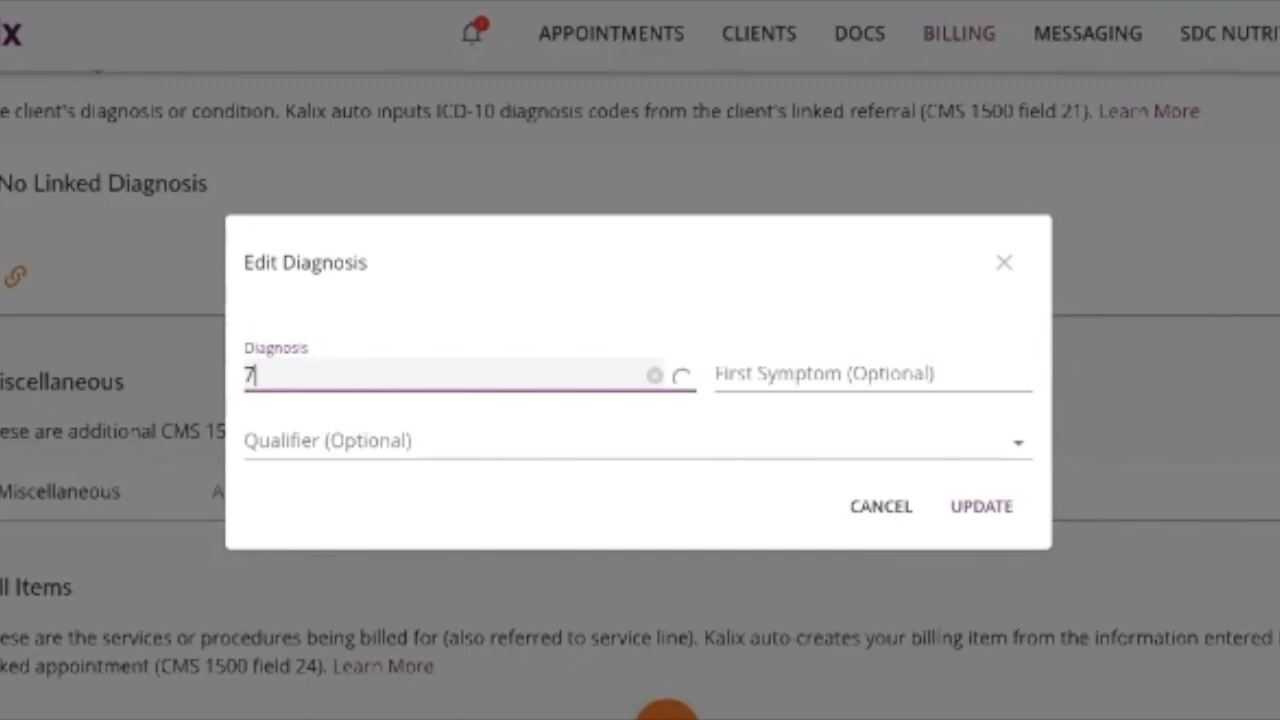 x APPOINTMENTS CLIENTS DOCS BILLING MESSAGING SDC NUTRI
e client's diagnosis or condition. Kalix auto inputs ICD-10 diagnosis codes from the client's linked referral (CMS 1500 field 21). Learn More
No Linked Diagnosis
Edit Diagnosis
Diagnosis
7 First Symptom (Optional)
iscellaneous
ese are additional CMS 15
Qualifier (Optional)
Miscellaneous A
CANCEL UPDATE
ll Items
ese are the services or procedures being billed for (also referred to service line). Kalix auto-creates your billing item from the information entered
ked appointment (CMS 1500 field 24). Learn More